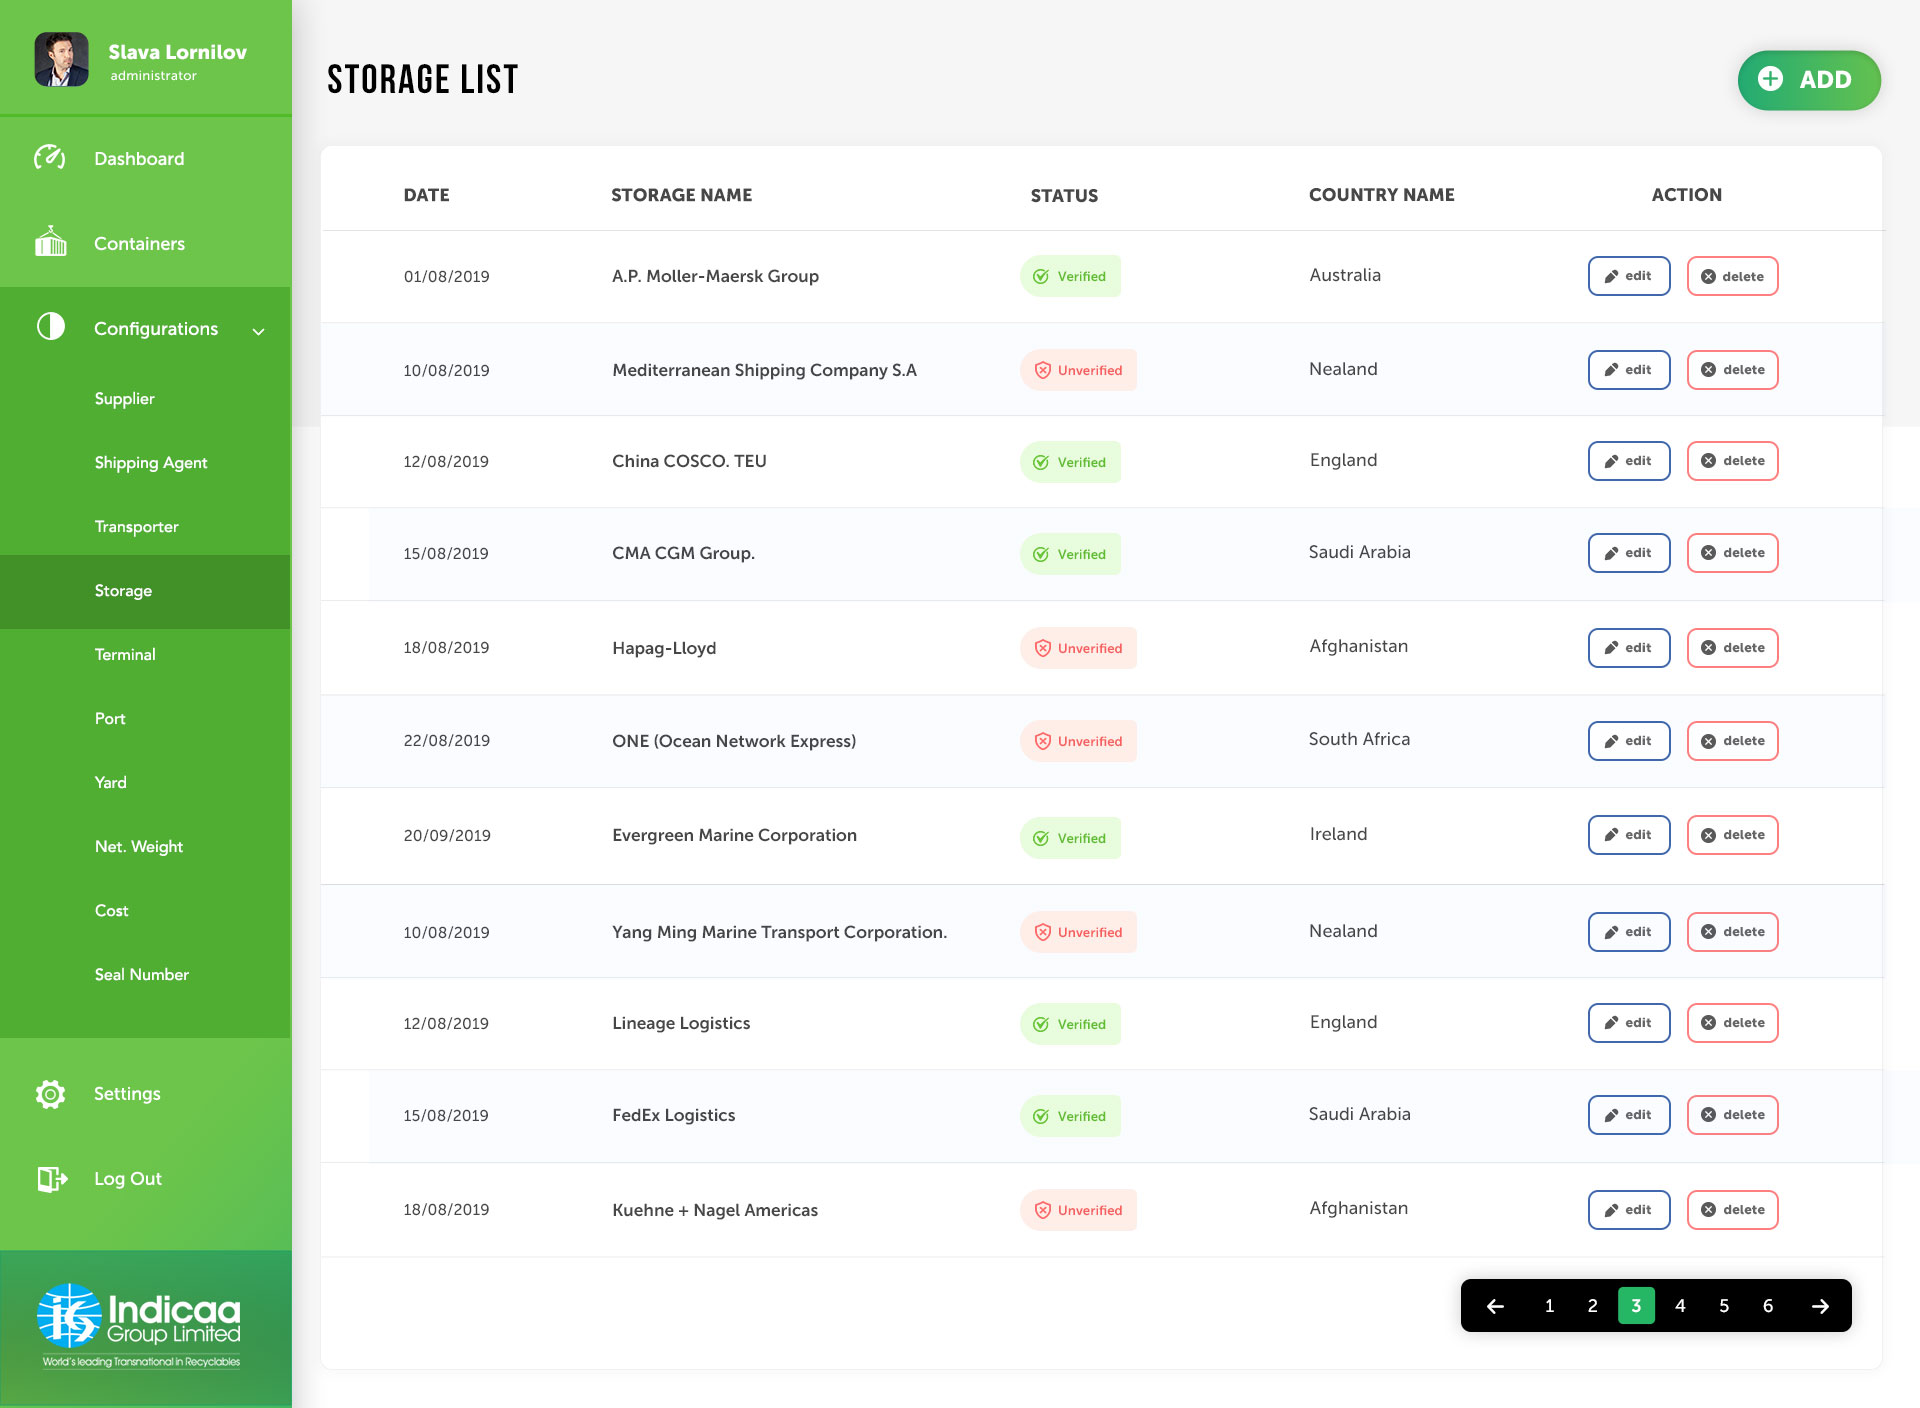 Slava Lornilov
administrator
Dashboard
Containers
Configurations
Supplier
Shipping Agent
Transporter
Storage
Terminal
Port
Yard
Net. Weight
Cost
Seal Number
Settings
Log Out
iks
Indicaa
Group Limited
World's leading Transnational in Recyclables
STORAGE LIST
ADD
DATE STORAGE NAME STATUS COUNTRY NAME ACTION
01/08/2019 A.P. Moller-Maersk Group Verified Australia edit delete
10/08/2019 Mediterranean Shipping Company S.A Unverified Nealand edit delete
12/08/2019 China COSCO. TEU Verified England edit delete
15/08/2019 CMA CGM Group. Verified Saudi Arabia edit delete
18/08/2019 Hapag-Lloyd Unverified Afghanistan edit delete
22/08/2019 ONE (Ocean Network Express) Unverified South Africa edit delete
20/09/2019 Evergreen Marine Corporation Verified Ireland edit delete
10/08/2019 Yang Ming Marine Transport Corporation. Unverified Nealand edit delete
12/08/2019 Lineage Logistics Verified England edit delete
15/08/2019 FedEx Logistics Verified Saudi Arabia edit delete
18/08/2019 Kuehne + Nagel Americas Unverified Afghanistan edit delete
1 2 3 4 5 6